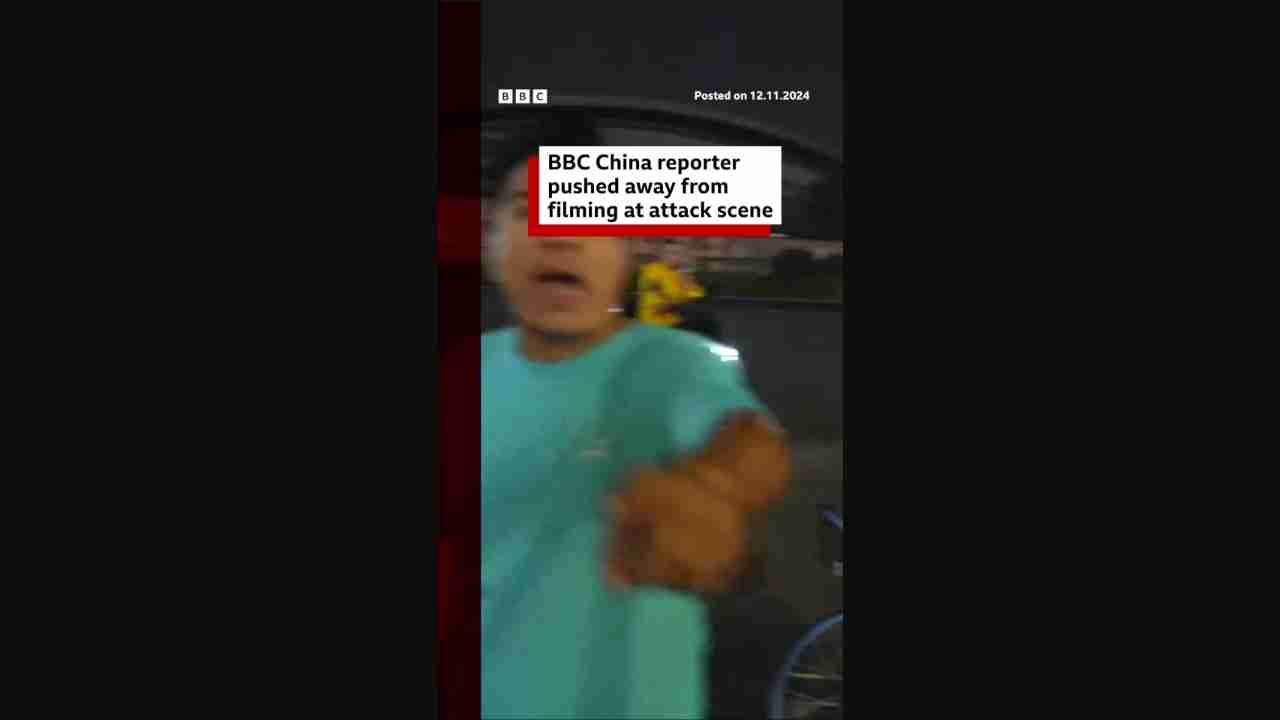 BBC
Posted on 12.11.2024
BBC China reporter
pushed away from
filming at attack scene